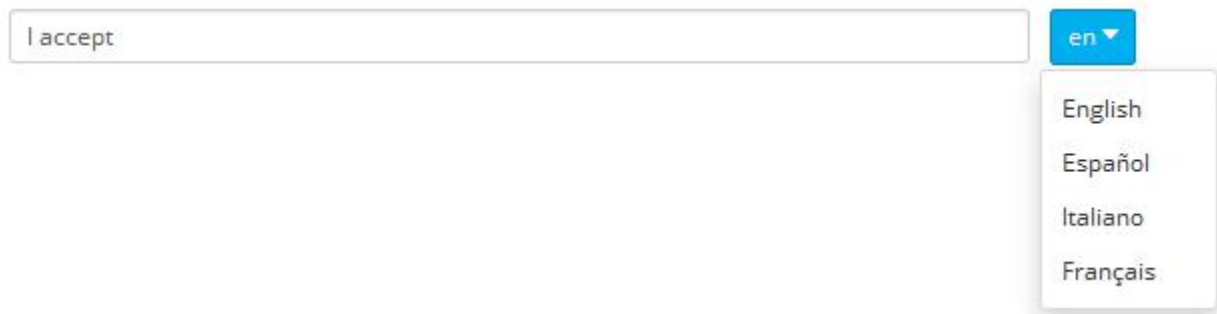 I accept
en
English
Español
Italiano
Français